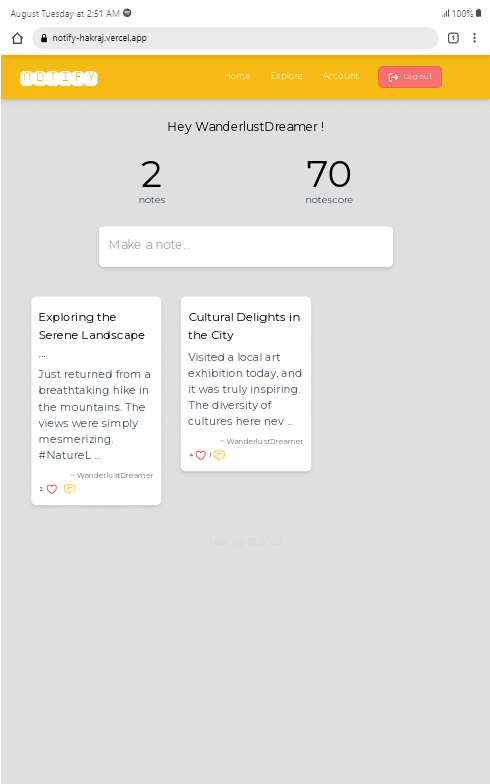 August Tuesday at 2:51 AM
100%
notify-hakraj.vercel.app
1
NOTIFY
Home Explore Account Log out
Hey WanderlustDreamer !
2 70
notes notescore
Make a note...
Exploring the
Serene Landscape
...
Just returned from a
breathtaking hike in
the mountains. The
views were simply
mesmerizing.
#NatureL ...
~ WanderlustDreamer
2
Cultural Delights in
the City
Visited a local art
exhibition today, and
it was truly inspiring.
The diversity of
cultures here nev ...
~ WanderlustDreamer
4 1
2023